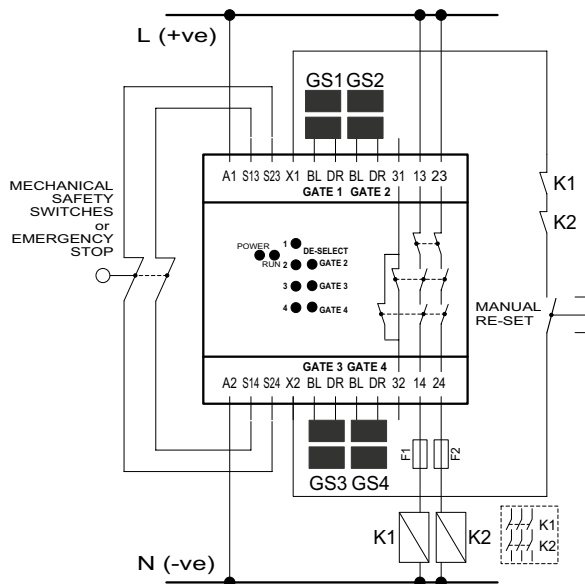 L (+ve)
GS1 GS2
A1 S13 S23 X1 BL DR BL DR 31 13 23
GATE 1 GATE 2
K1
K2
MECHANICAL
SAFETY
SWITCHES
or
EMERGENCY
STOP
POWER
RUN
1
DE-SELECT
2 GATE 2
3 GATE 3
4 GATE 4
MANUAL
RE-SET
GATE 3 GATE 4
A2 S14 S24 X2 BL DR BL DR 32 14 24
F1 F2
GS3 GS4
K1 K2
K1
K2
N (-ve)